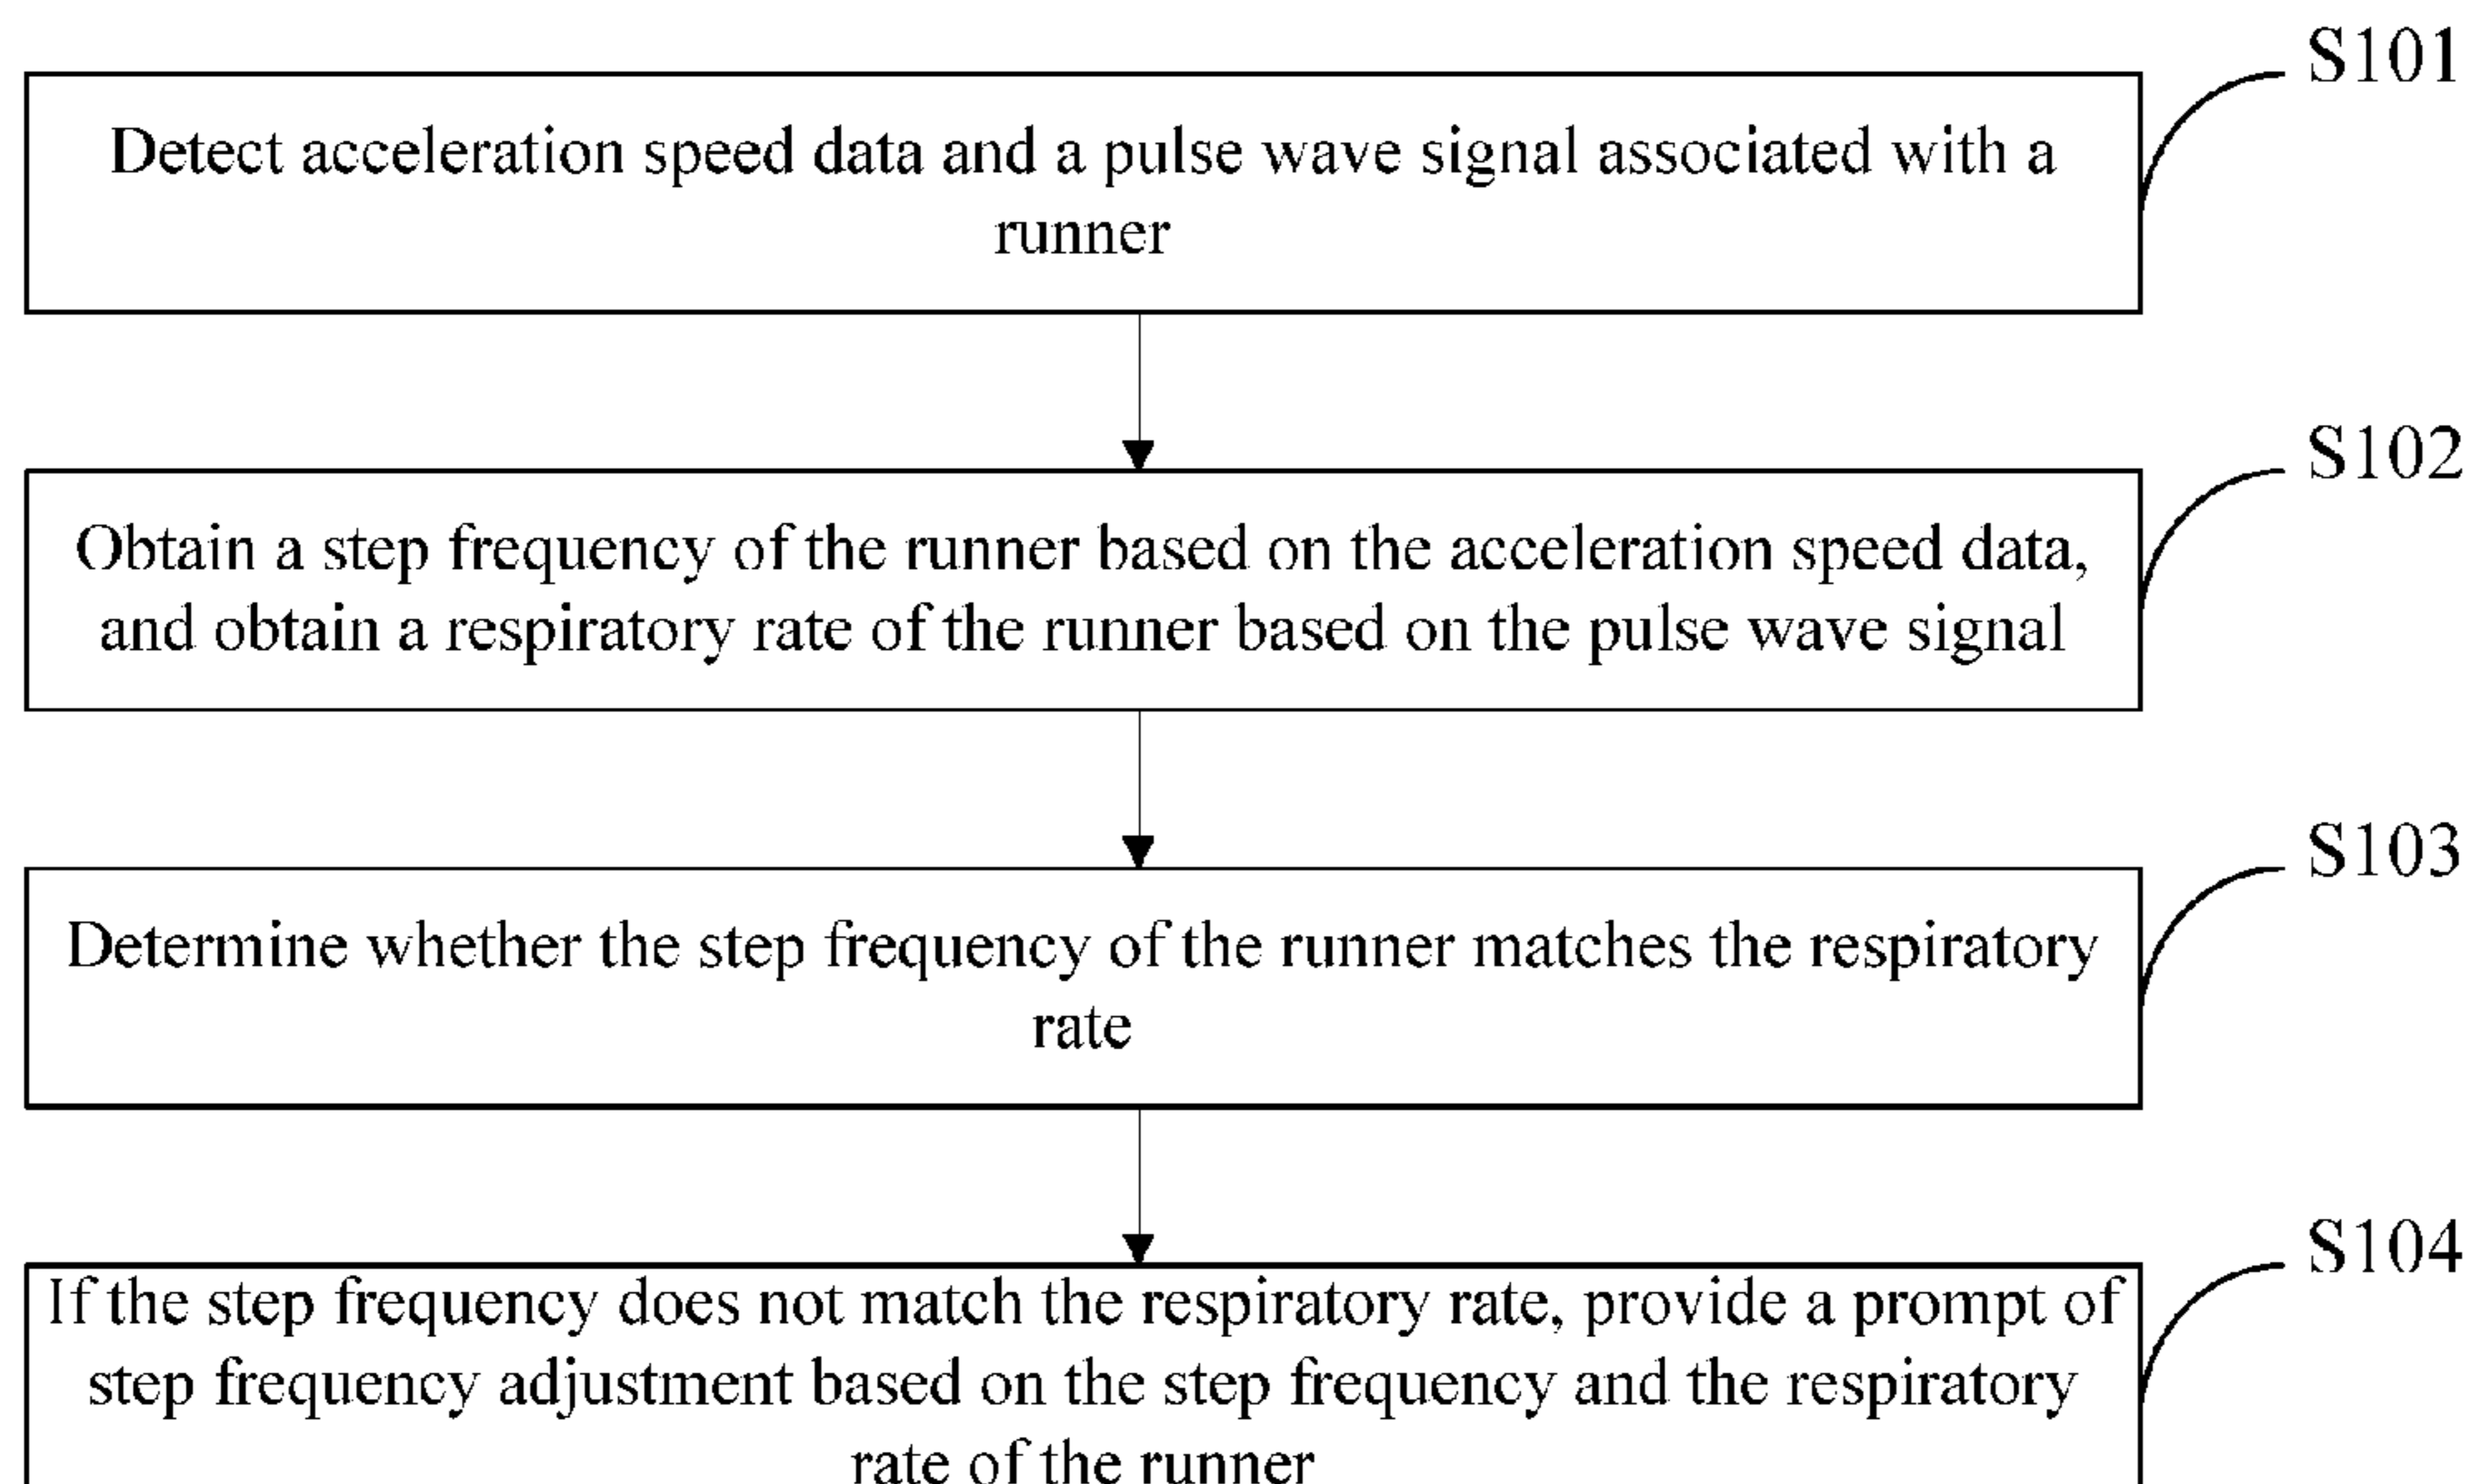 S101
Detect acceleration speed data and a pulse wave signal associated with a
runner
S102
Obtain a step frequency of the runner based on the acceleration speed data,
and obtain a respiratory rate of the runner based on the pulse wave signal
S103
Determine whether the step frequency of the runner matches the respiratory
rate
S104
If the step frequency does not match the respiratory rate, provide a prompt of
step frequency adjustment based on the step frequency and the respiratory
rate of the runner